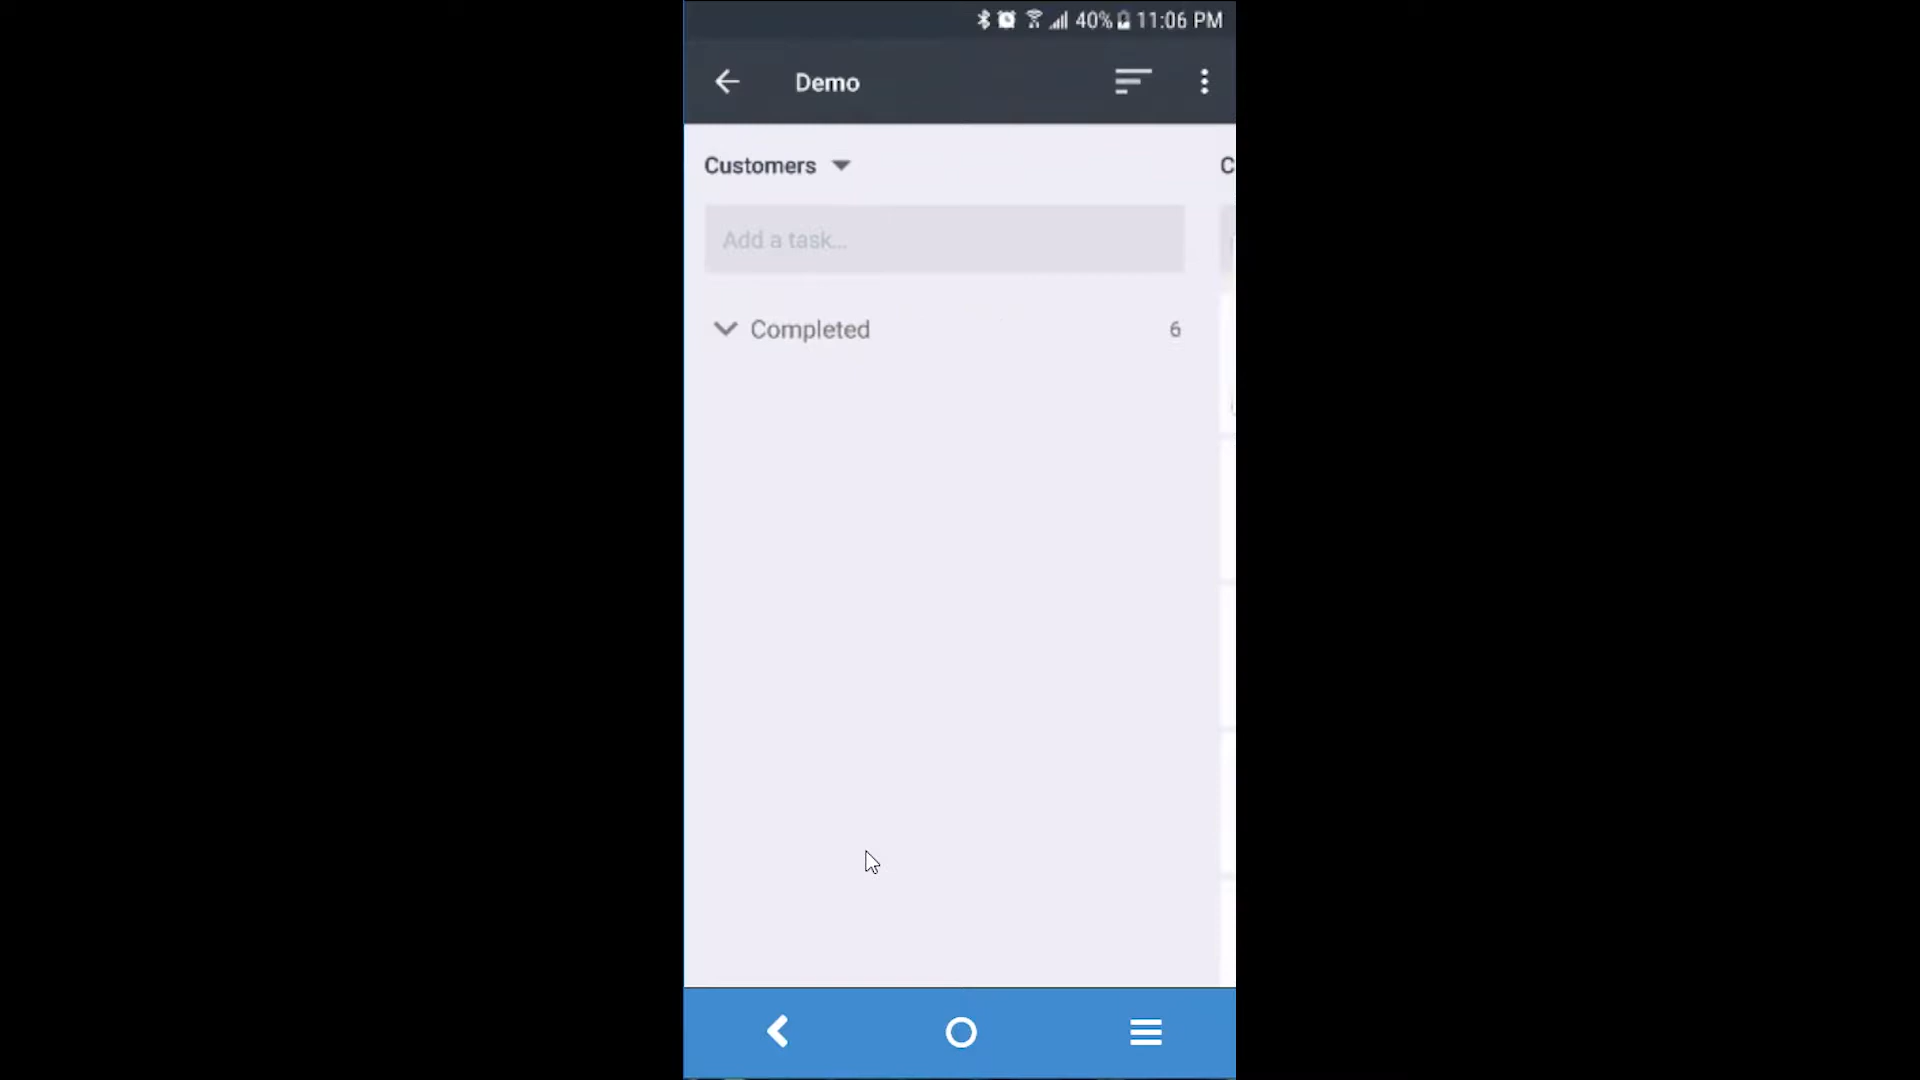 40% 11:06 PM
Demo
Customers
C
Add a task...
Completed 6